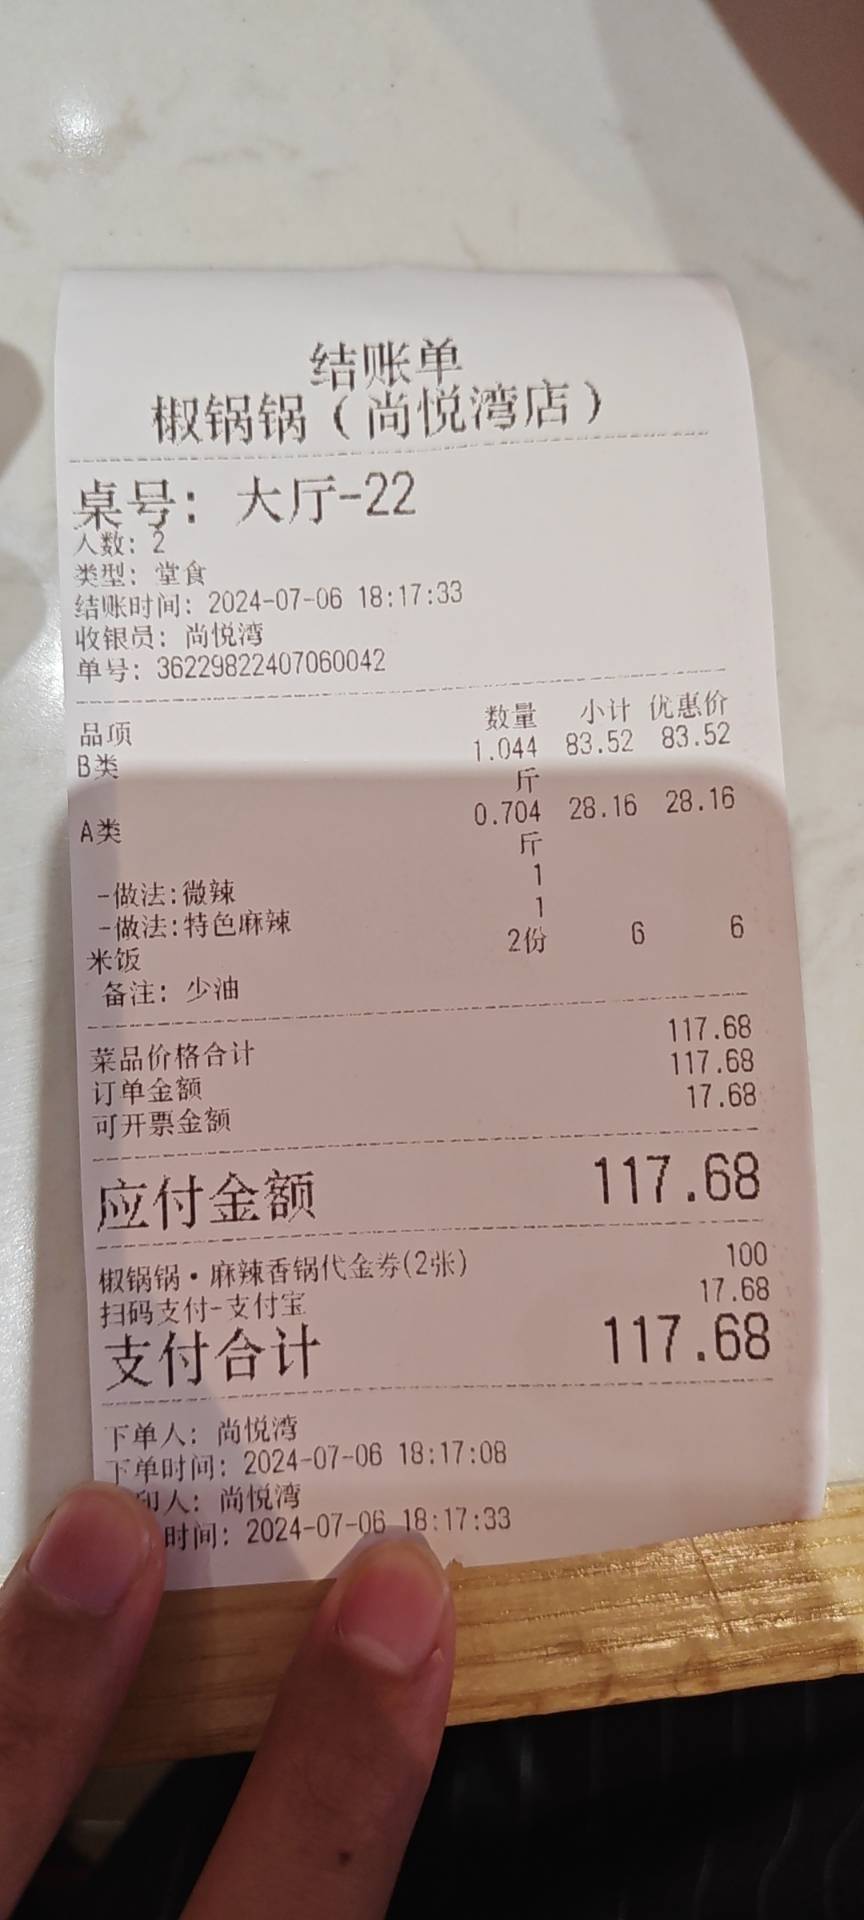 结账单
椒锅锅（尚悦湾店）
桌号: 大厅-22
人数: 2
类型: 堂食
结账时间: 2024-07-06 18:17:33
收银员: 尚悦湾
单号: 36229822407060042
品项 数量 小计 优惠价
B类 1.044 83.52 83.52
斤
A类 0.704 28.16 28.16
斤
-做法:微辣 1
-做法:特色麻辣 1
米饭 2份 6 6
备注: 少油
菜品价格合计 117.68
订单金额 117.68
可开票金额 17.68
应付金额 117.68
椒锅锅·麻辣香锅代金券(2张) 100
扫码支付-支付宝 17.68
支付合计 117.68
下单人: 尚悦湾
下单时间: 2024-07-06 18:17:08
印人: 尚悦湾
时间: 2024-07-06 18:17:33